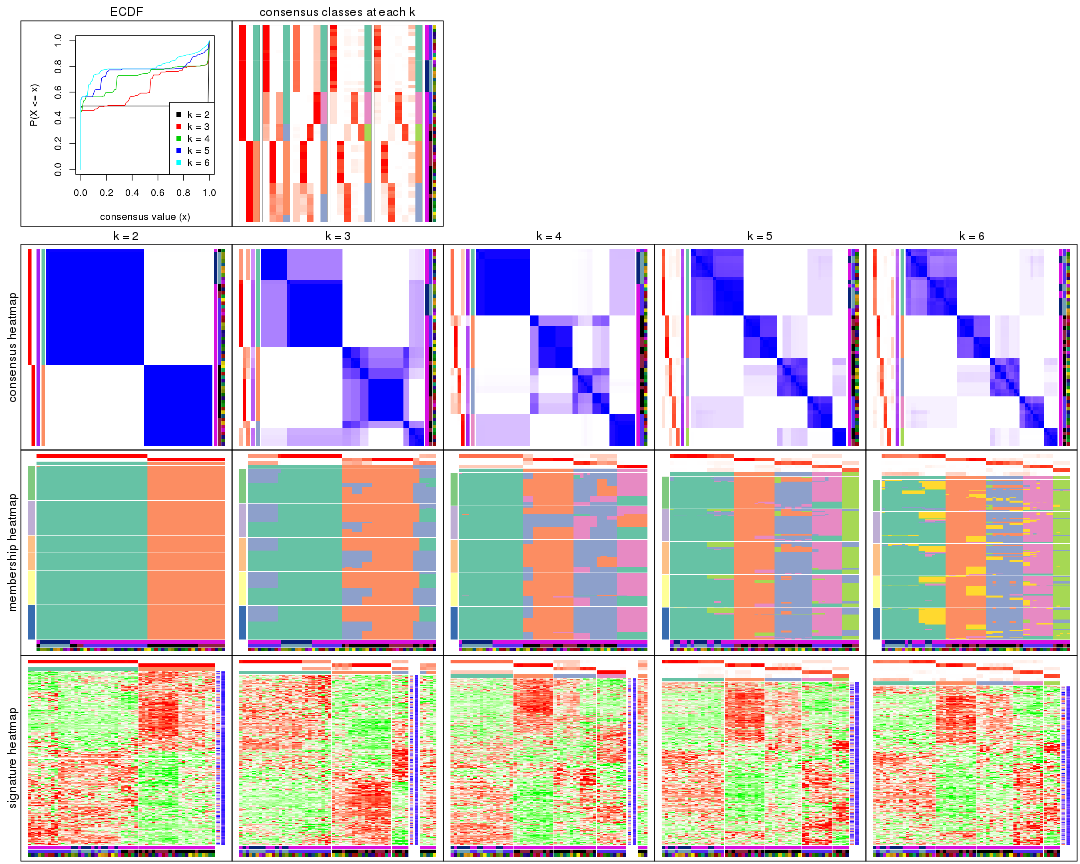 ECDF
consensus classes at each k
P(X <= x)
0.0
0.2
0.4
0.6
0.8
1.0
k = 2
k = 3
k = 4
k = 5
k = 6
0.0 0.2 0.4 0.6 0.8 1.0
consensus value (x)
k = 2
k = 3
k = 4
k = 5
k = 6
consensus heatmap
membership heatmap
signature heatmap